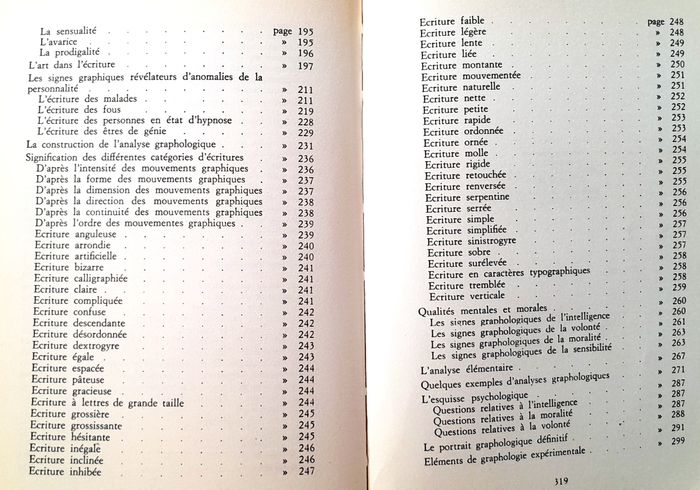 La sensualité . . . . . page 195
L'avarice . . . . . » 195
La prodigalité . . . . . » 196
L'art dans l'écriture . . . . . » 197
Les signes graphiques révélateurs d'anomalies de la
personnalité . . . . . » 211
L'écriture des malades . . . . . » 211
L'écriture des fous . . . . . » 219
L'écriture des personnes en état d'hypnose . . » 228
L'écriture des êtres de génie . . . . » 229
La construction de l'analyse graphologique . . . » 231
Signification des différentes catégories d'écritures . . » 236
D'après l'intensité des mouvements graphiques . » 236
D'après la forme des mouvements graphiques . » 237
D'après la dimension des mouvements graphiques » 237
D'après la direction des mouvements graphiques » 238
D'après la continuité des mouvements graphiques » 238
D'après l'ordre des mouvementes graphiques . . » 239
Ecriture anguleuse . . . . . » 239
Ecriture arrondie . . . . . » 240
Ecriture artificielle . . . . . » 240
Ecriture bizarre . . . . . » 241
Ecriture calligraphiée . . . . . » 241
Ecriture claire . . . . . » 241
Ecriture compliquée . . . . . » 241
Ecriture confuse . . . . . » 242
Ecriture descendante . . . . . » 242
Ecriture désordonnée . . . . . » 242
Ecriture dextrogyre . . . . . » 243
Ecriture égale . . . . . » 243
Ecriture espacée . . . . . » 244
Ecriture pâteuse . . . . . » 244
Ecriture gracieuse . . . . . » 244
Ecriture à lettres de grande taille . . . » 244
Ecriture grossière . . . . . » 245
Ecriture grossissante . . . . . » 245
Ecriture hésitante . . . . . » 245
Ecriture inégale . . . . . » 246
Ecriture inclinée . . . . . » 246
Ecriture inhibée . . . . . » 247
Ecriture faible . . . . . page 248
Ecriture légère . . . . . » 248
Ecriture lente . . . . . » 249
Ecriture liée . . . . . » 249
Ecriture montante . . . . . » 250
Ecriture mouvementée . . . . . » 251
Ecriture naturelle . . . . . » 251
Ecriture nette . . . . . » 252
Ecriture petite . . . . . » 252
Ecriture rapide . . . . . » 253
Ecriture ordonnée . . . . . » 253
Ecriture ornée . . . . . » 254
Ecriture molle . . . . . » 254
Ecriture rigide . . . . . » 255
Ecriture retouchée . . . . . » 255
Ecriture renversée . . . . . » 255
Ecriture serpentine . . . . . » 256
Ecriture serrée . . . . . » 256
Ecriture simple . . . . . » 256
Ecriture simplifiée . . . . . » 257
Ecriture sinistrogyre . . . . . » 257
Ecriture sobre . . . . . » 257
Ecriture surélevée . . . . . » 258
Ecriture en caractères typographiques . . . » 258
Ecriture tremblée . . . . . » 258
Ecriture verticale . . . . . » 259
Qualités mentales et morales . . . . . » 260
Les signes graphologiques de l'intelligence . . » 260
Les signes graphologiques de la volonté . . » 261
Les signes graphologiques de la moralité . . » 263
Les signes graphologiques de la sensibilité . . » 263
L'analyse élémentaire . . . . . » 267
Quelques exemples d'analyses graphologiques . . » 271
L'esquisse psychologique . . . . . » 287
Questions relatives à l'intelligence . . . » 287
Questions relatives à la moralité . . . » 287
Questions relatives à la volonté . . . » 288
Le portrait graphologique définitif . . . . » 291
Eléments de graphologie expérimentale . . . » 299
319